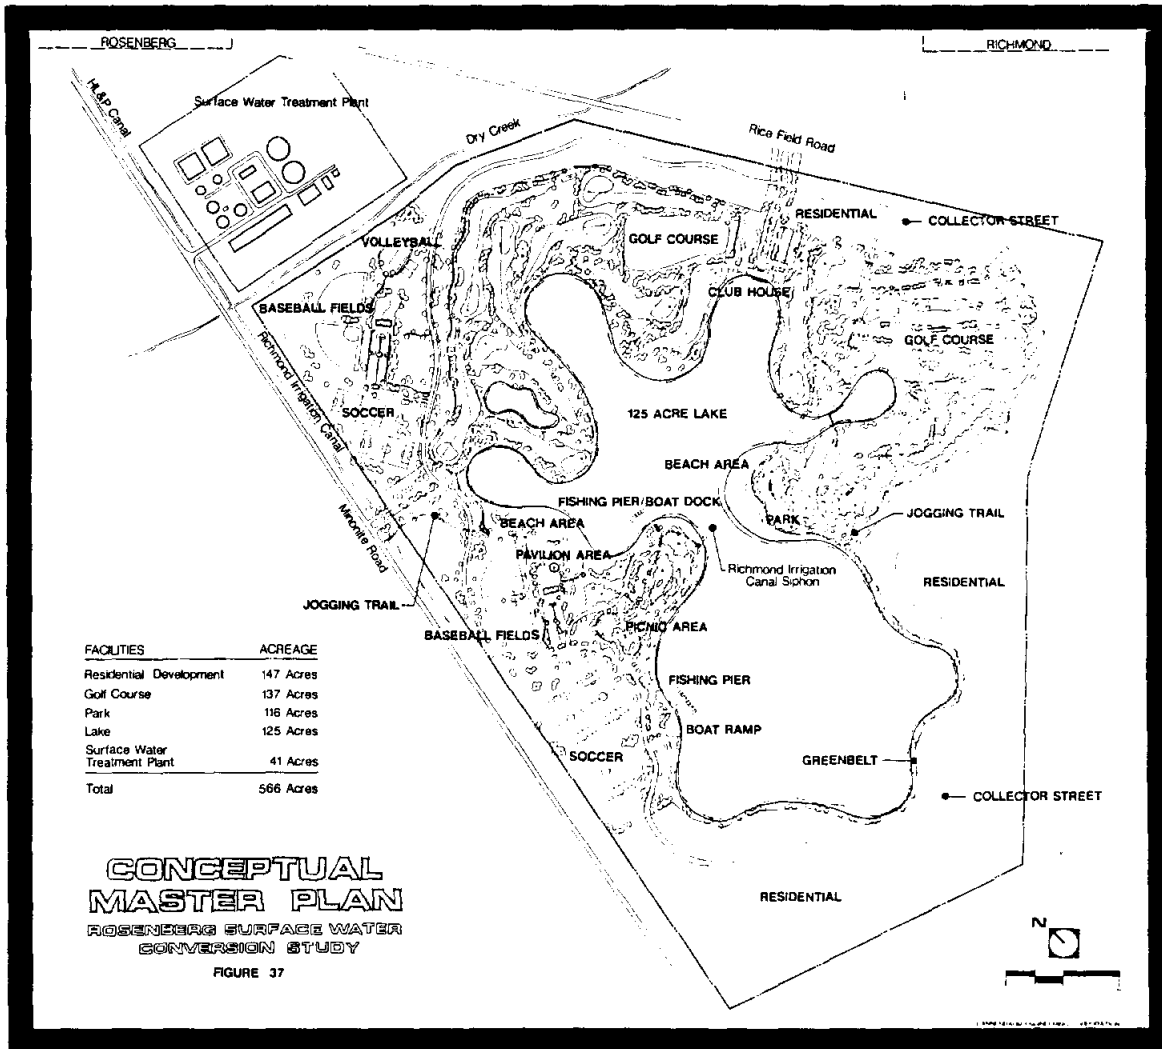 ROSENBERG
RICHMOND
HL&P Canal
Surface Water Treatment Plant
Dry Creek
Rice Field Road
RESIDENTIAL
COLLECTOR STREET
VOLLEYBALL
GOLF COURSE
CLUB HOUSE
BASEBALL FIELDS
GOLF COURSE
Richmond Irrigation Canal
SOCCER
125 ACRE LAKE
BEACH AREA
FISHING PIER/BOAT DOCK
BEACH AREA
PARK
JOGGING TRAIL
Minonite Road
PAVILION AREA
Richmond Irrigation
Canal Siphon
RESIDENTIAL
JOGGING TRAIL
BASEBALL FIELDS
PICNIC AREA
FISHING PIER
BOAT RAMP
SOCCER
GREENBELT
COLLECTOR STREET
RESIDENTIAL
FACILITIES ACREAGE
Residential Development 147 Acres
Golf Course 137 Acres
Park 116 Acres
Lake 125 Acres
Surface Water
Treatment Plant 41 Acres
Total 566 Acres
CONCEPTUAL
MASTER PLAN
ROSENBERG SURFACE WATER
CONVERSION STUDY
FIGURE 37
N